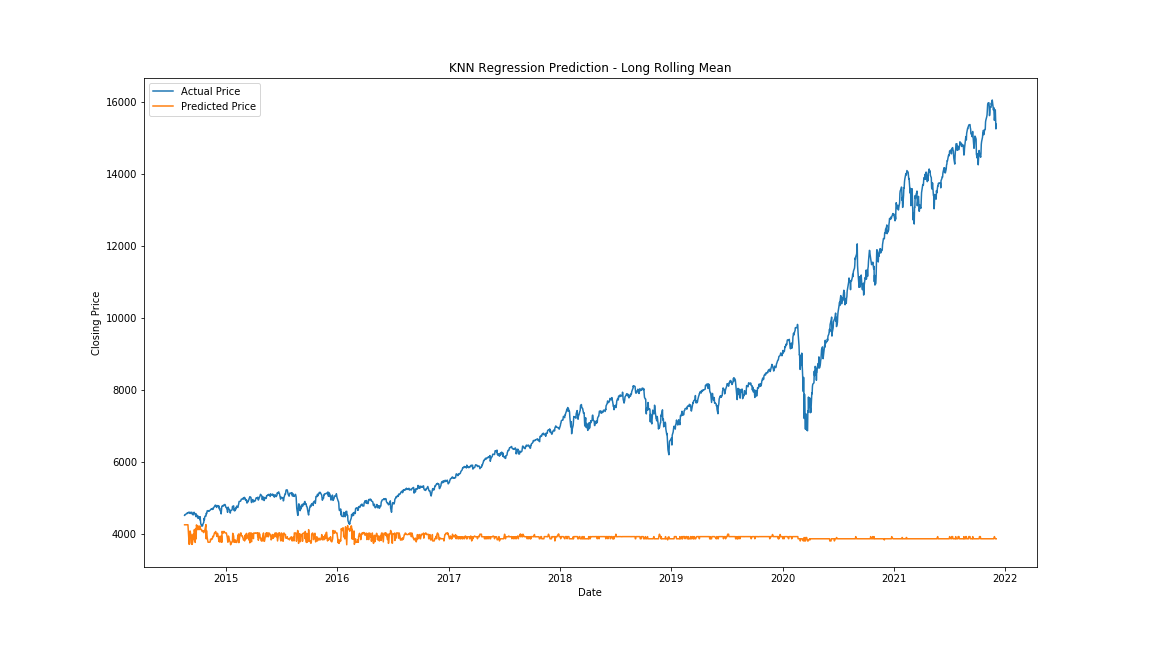 KNN Regression Prediction - Long Rolling Mean
Actual Price
Predicted Price
16000
14000
12000
10000
8000
6000
4000
Closing Price
2015 2016 2017 2018 2019 2020 2021 2022
Date